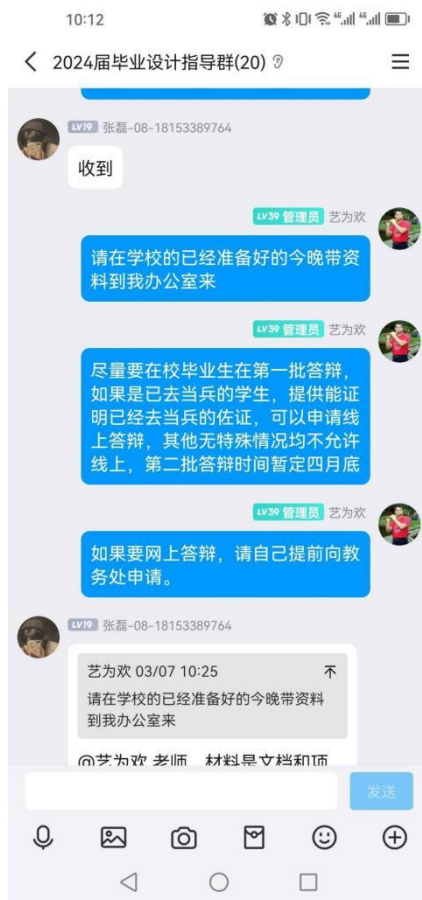 10:12
2024届毕业设计指导群(20)
LV19 张磊-08-18153389764
收到
LV39 管理员 艺为欢
请在学校的已经准备好的今晚带资
料到我办公室来
LV39 管理员 艺为欢
尽量要在校毕业生在第一批答辩，
如果是已去当兵的学生，提供能证
明已经去当兵的佐证，可以申请线
上答辩，其他无特殊情况均不允许
线上，第二批答辩时间暂定四月底
LV39 管理员 艺为欢
如果要网上答辩，请自己提前向教
务处申请。
LV19 张磊-08-18153389764
艺为欢 03/07 10:25
请在学校的已经准备好的今晚带资料
到我办公室来
@艺为欢 老师，材料是文档和项
发送